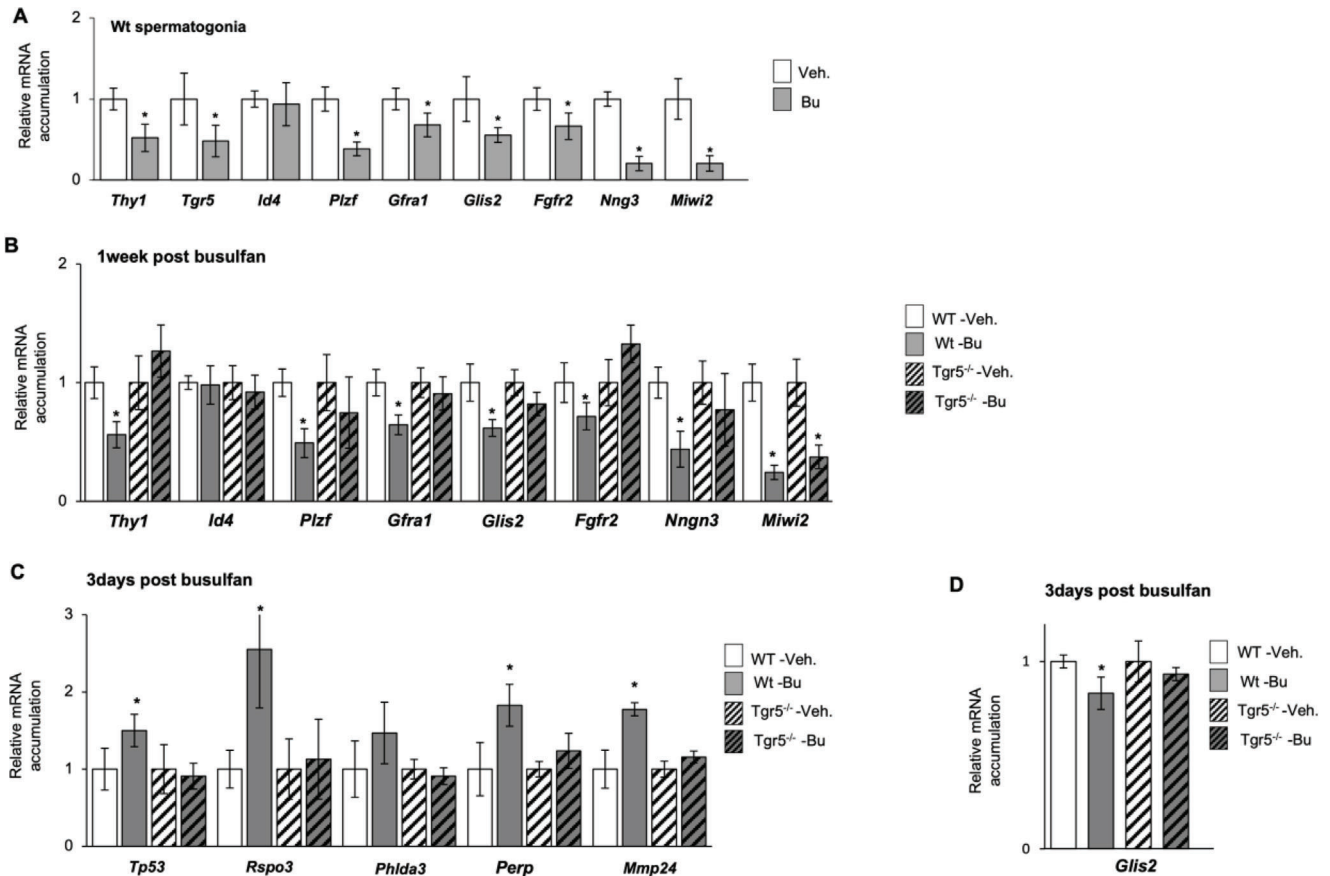 A
Wt spermatogonia
Relative mRNA
accumulation
2
1
0
* * * * * * * *
Thy1 Tgr5 Id4 Plzf Gfra1 Glis2 Fgfr2 Nng3 Miwi2
Veh.
Bu
B
1week post busulfan
Relative mRNA
accumulation
2
1
0
* * * * * * * *
Thy1 Id4 Plzf Gfra1 Glis2 Fgfr2 Nngn3 Miwi2
WT -Veh.
Wt -Bu
Tgr5-/- -Veh.
Tgr5-/- -Bu
C
3days post busulfan
Relative mRNA
accumulation
3
2
1
0
* * * *
Tp53 Rspo3 Phlda3 Perp Mmp24
WT -Veh.
Wt -Bu
Tgr5-/- -Veh.
Tgr5-/- -Bu
D
3days post busulfan
Relative mRNA
accumulation
1
0
*
Glis2
WT -Veh.
Wt -Bu
Tgr5-/- -Veh.
Tgr5-/- -Bu